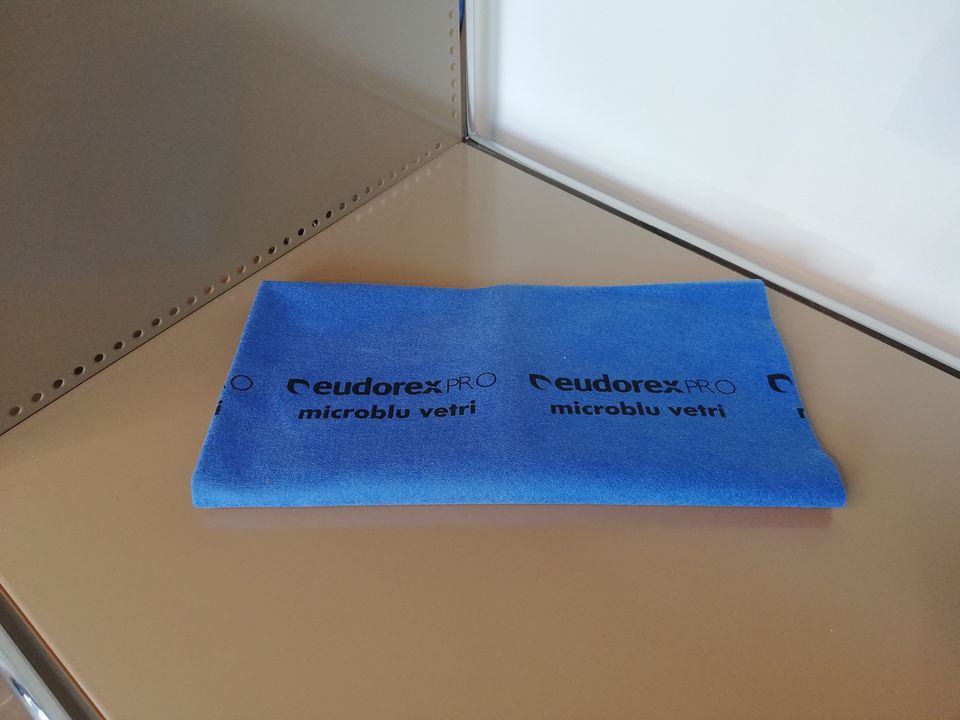 O eudorexPRO eudorexPRO
i microblu vetri microblu vetri